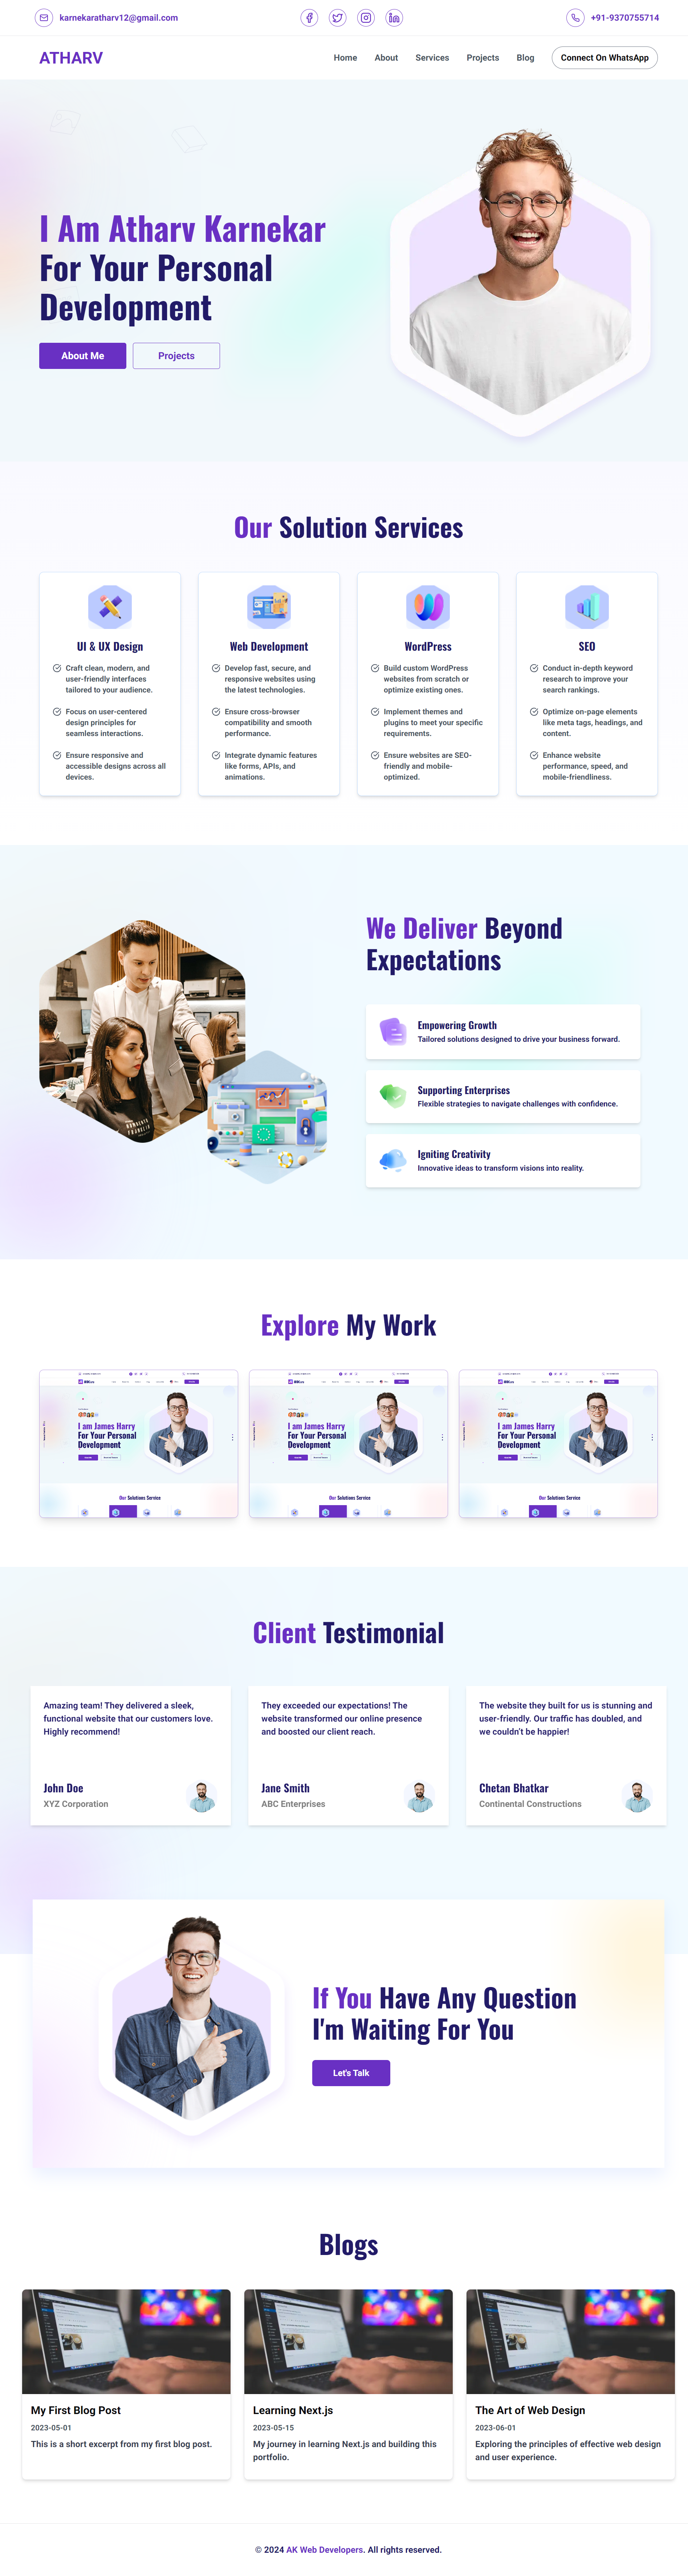 karnekaratharv12@gmail.com
+91-9370755714
ATHARV
Home
About
Services
Projects
Blog
Connect On WhatsApp
I Am Atharv Karnekar
For Your Personal
Development
About Me
Projects
Our Solution Services
UI & UX Design
Craft clean, modern, and
user-friendly interfaces
tailored to your audience.
Focus on user-centered
design principles for
seamless interactions.
Ensure responsive and
accessible designs across all
devices.
Web Development
Develop fast, secure, and
responsive websites using
the latest technologies.
Ensure cross-browser
compatibility and smooth
performance.
Integrate dynamic features
like forms, APIs, and
animations.
WordPress
Build custom WordPress
websites from scratch or
optimize existing ones.
Implement themes and
plugins to meet your specific
requirements.
Ensure websites are SEO-
friendly and mobile-
optimized.
SEO
Conduct in-depth keyword
research to improve your
search rankings.
Optimize on-page elements
like meta tags, headings, and
content.
Enhance website
performance, speed, and
mobile-friendliness.
We Deliver Beyond
Expectations
Empowering Growth
Tailored solutions designed to drive your business forward.
Supporting Enterprises
Flexible strategies to navigate challenges with confidence.
Igniting Creativity
Innovative ideas to transform visions into reality.
Explore My Work
I am James Harry
For Your Personal
Development
Our Solutions Service
I am James Harry
For Your Personal
Development
Our Solutions Service
I am James Harry
For Your Personal
Development
Our Solutions Service
Client Testimonial
Amazing team! They delivered a sleek,
functional website that our customers love.
Highly recommend!
John Doe
XYZ Corporation
They exceeded our expectations! The
website transformed our online presence
and boosted our client reach.
Jane Smith
ABC Enterprises
The website they built for us is stunning and
user-friendly. Our traffic has doubled, and
we couldn't be happier!
Chetan Bhatkar
Continental Constructions
If You Have Any Question
I'm Waiting For You
Let's Talk
Blogs
My First Blog Post
2023-05-01
This is a short excerpt from my first blog post.
Learning Next.js
2023-05-15
My journey in learning Next.js and building this
portfolio.
The Art of Web Design
2023-06-01
Exploring the principles of effective web design
and user experience.
© 2024 AK Web Developers. All rights reserved.